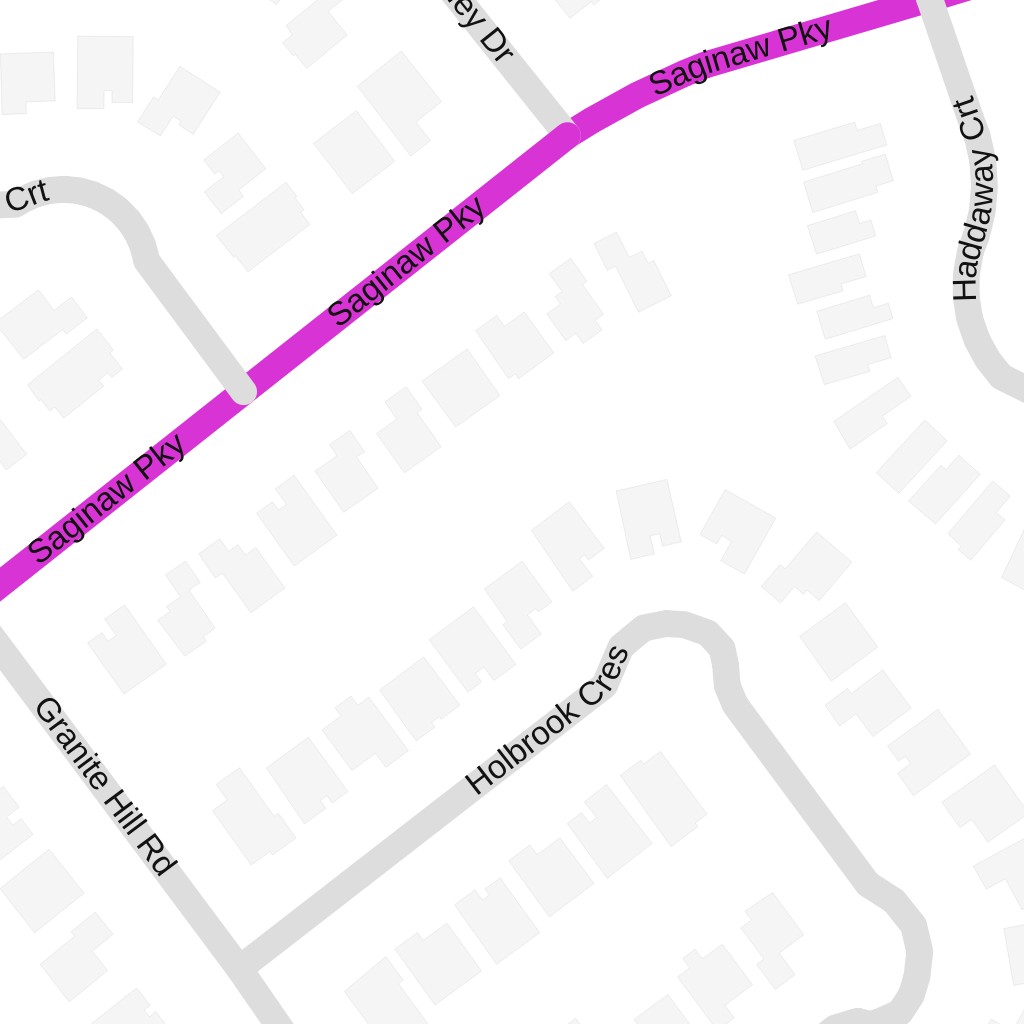 ey Dr
Saginaw Pky
Haddaway Crt
Crt
Saginaw Pky
Saginaw Pky
Holbrook Cres
Granite Hill Rd